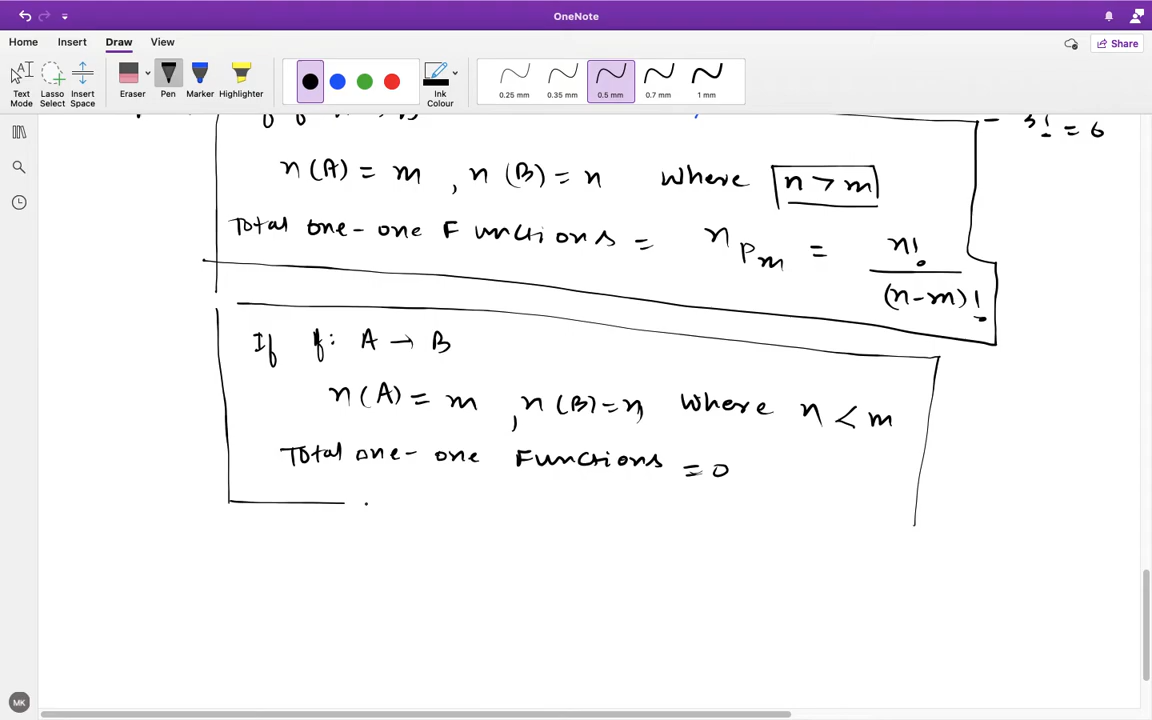 OneNote
Home Insert Draw View
Share
Text Mode
Lasso Select
Insert Space
Eraser
Pen
Marker
Highlighter
Ink Colour
0.25 mm 0.35 mm 0.5 mm 0.7 mm 1 mm
3! = 6
n(A) = m , n(B) = n where n > m
Total one-one Functions = nPm = n! / (n-m)!
If f: A → B
n(A) = m , n(B) = n, where n < m
Total one-one Functions = 0
MK